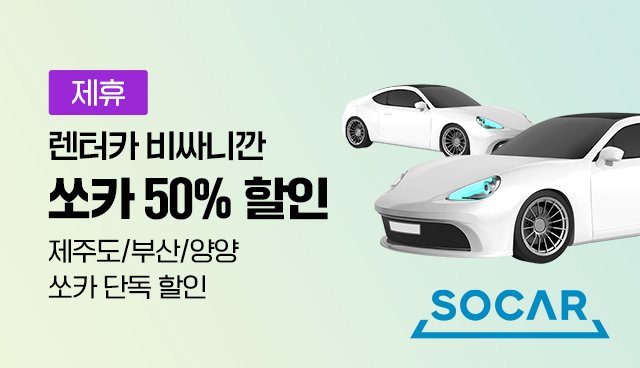 제휴
렌터카 비싸니깐
쏘카 50% 할인
제주도/부산/양양
쏘카 단독 할인
SOCAR